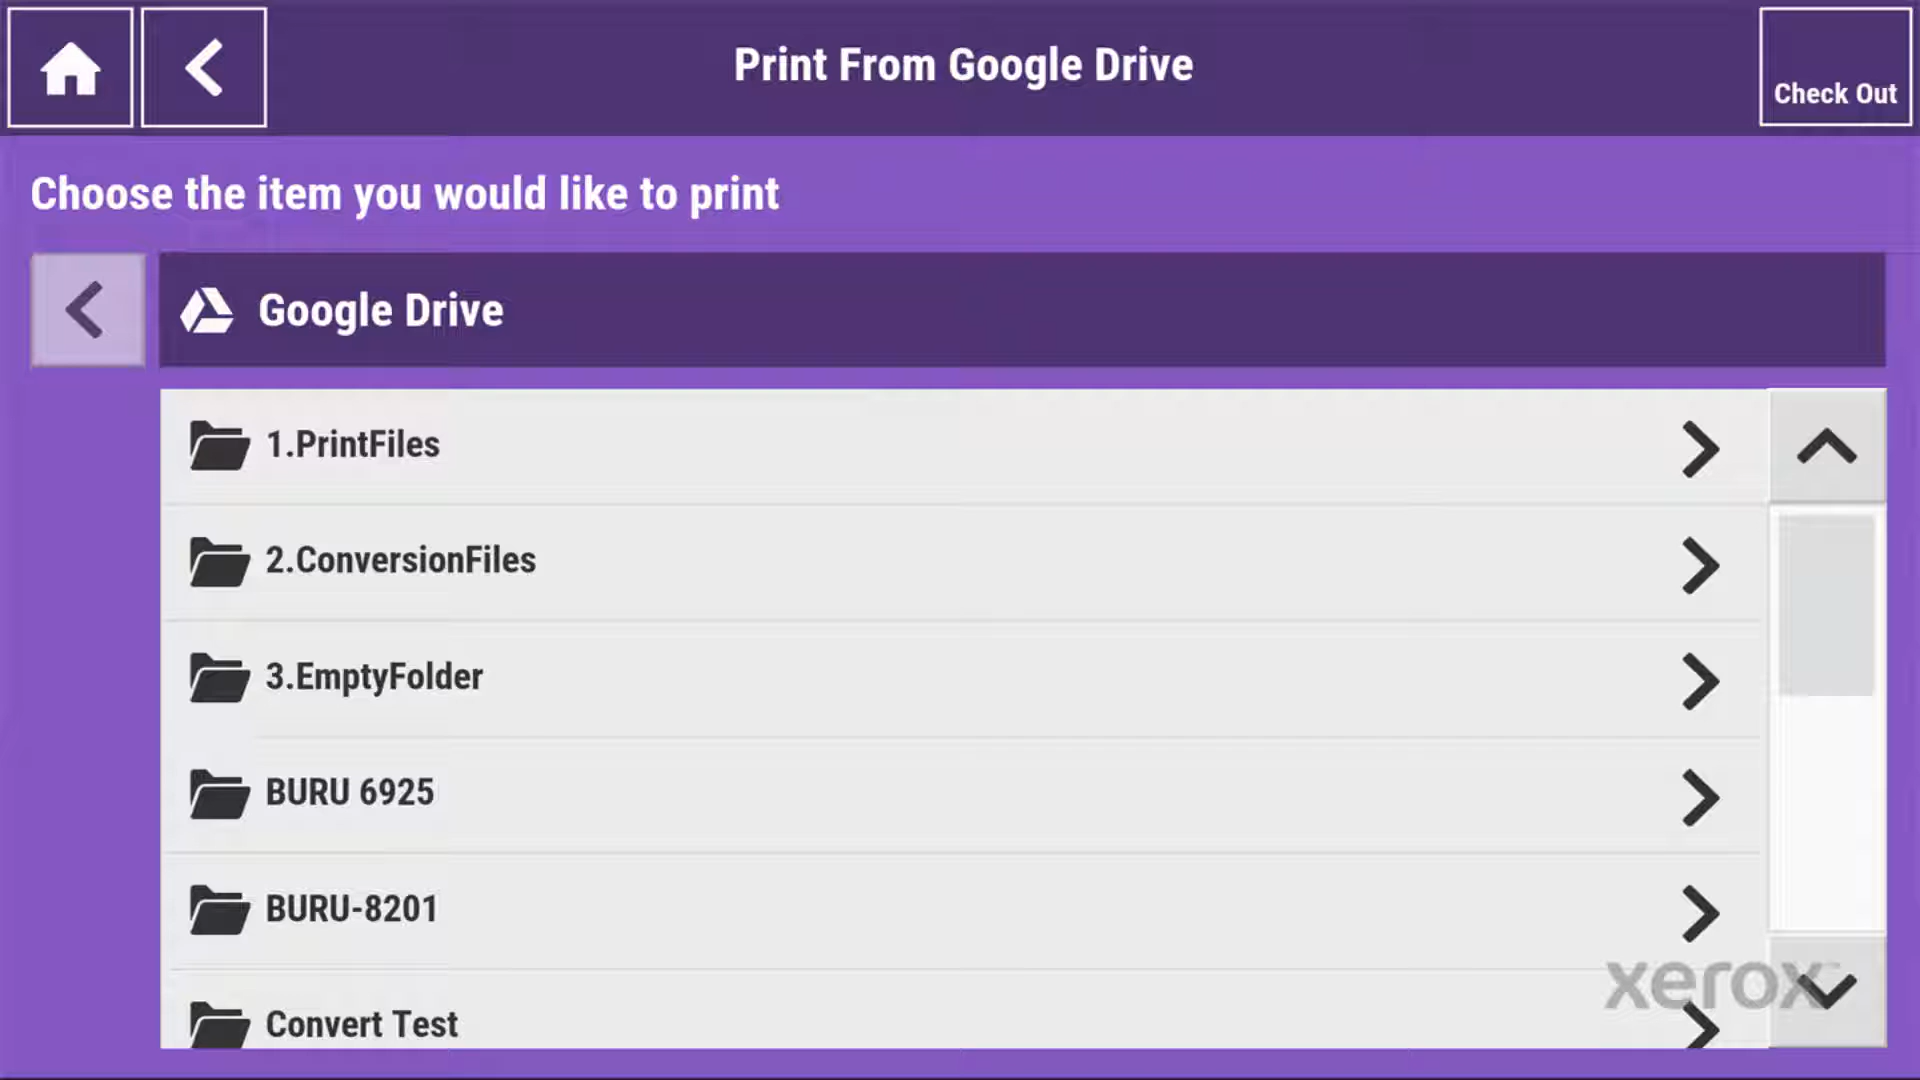 Print From Google Drive
Check Out
Choose the item you would like to print
Google Drive
1.PrintFiles
2.ConversionFiles
3.EmptyFolder
BURU 6925
BURU-8201
Convert Test
xerox